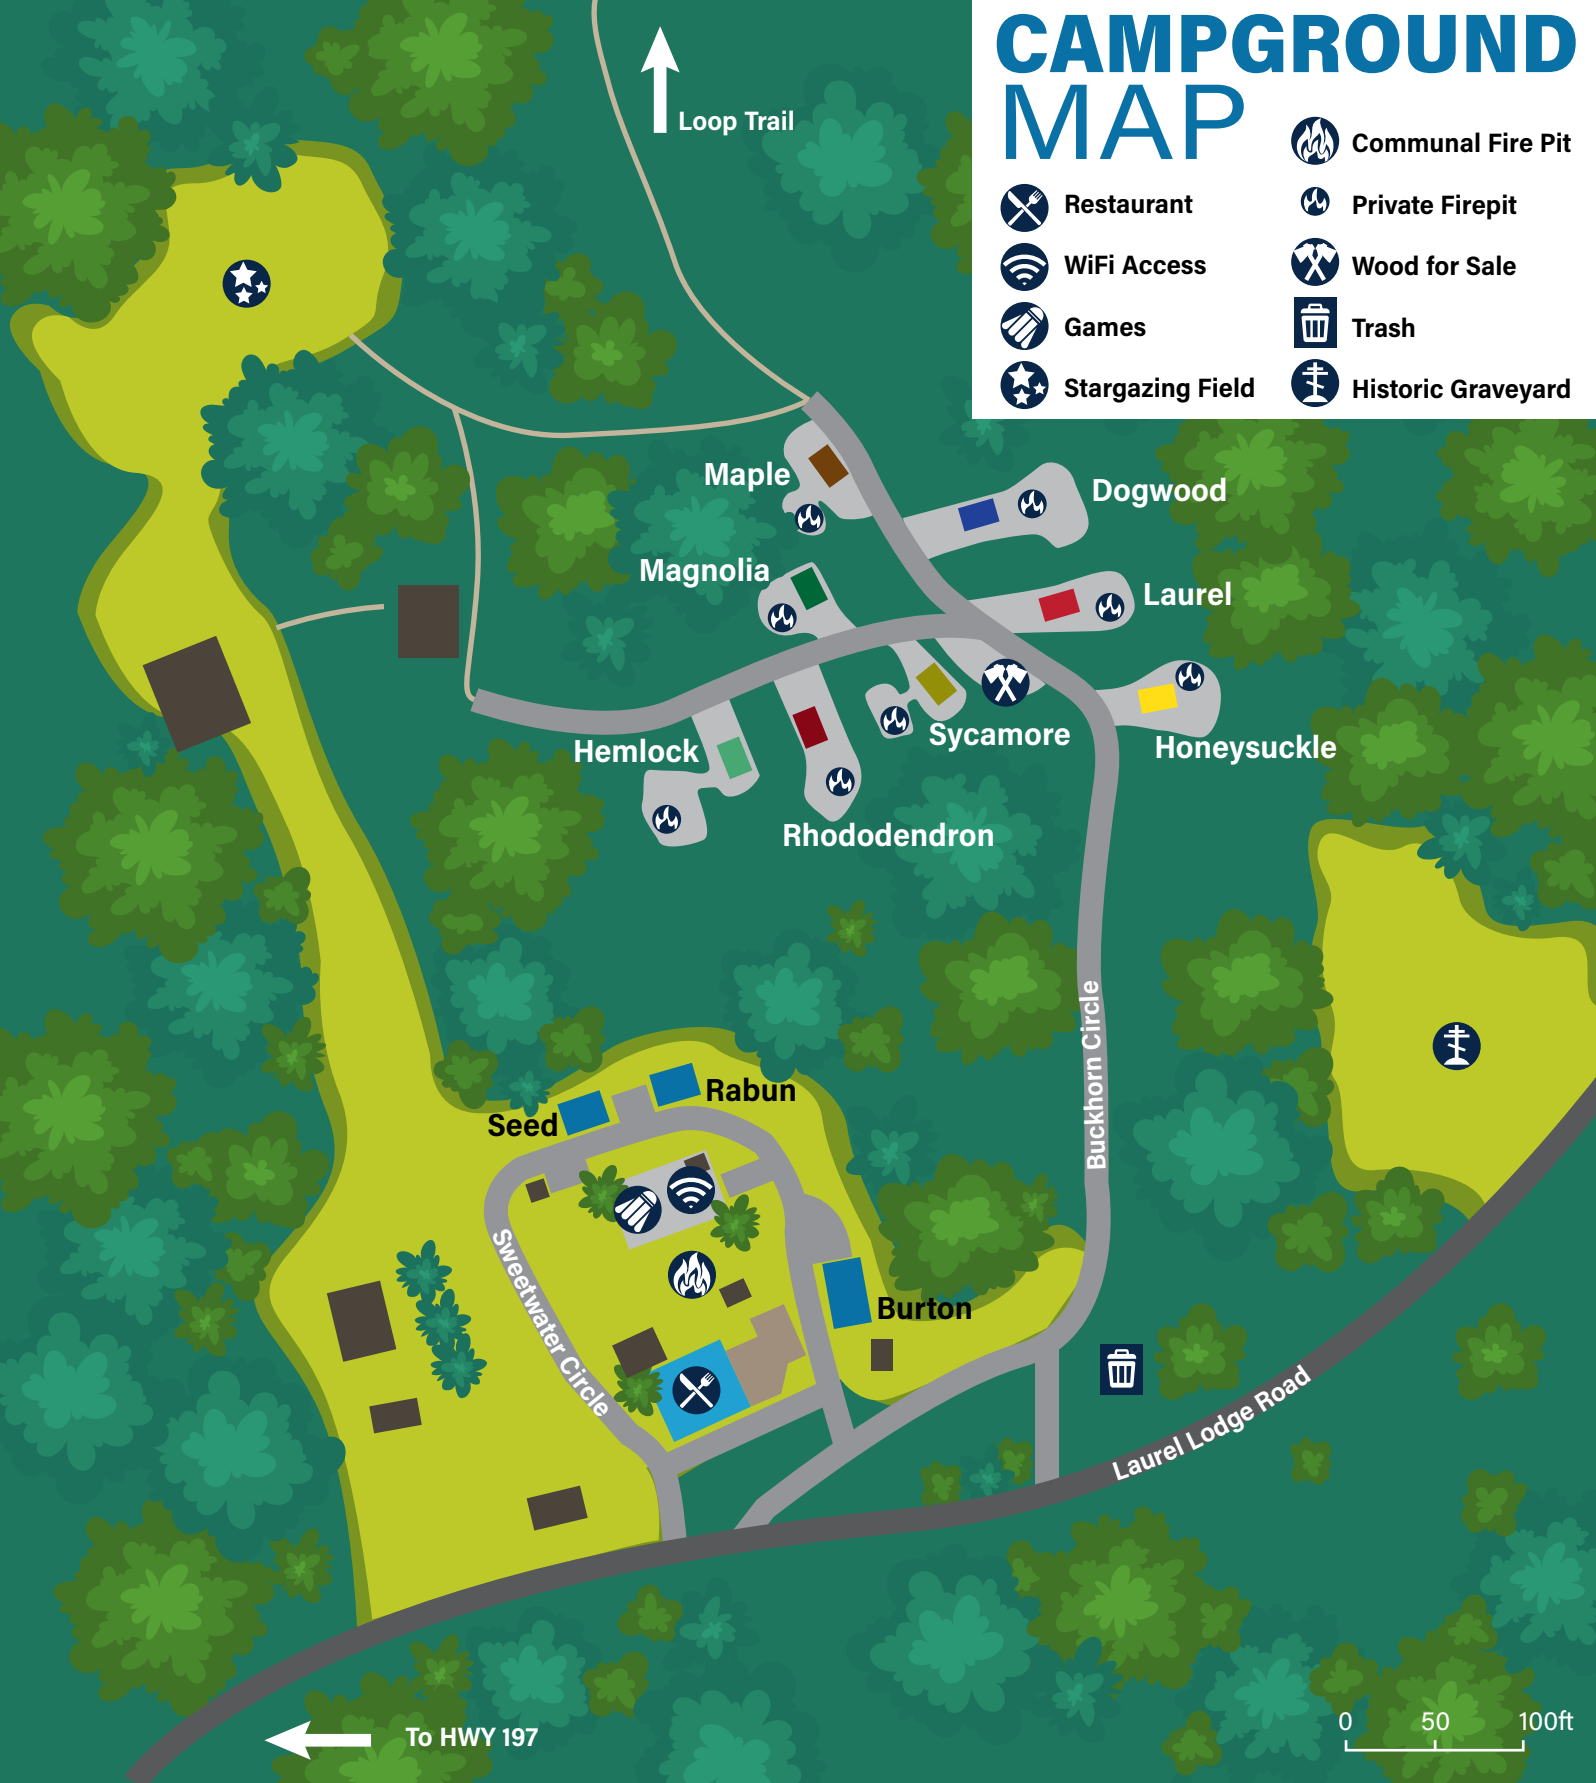 CAMPGROUND
MAP
Restaurant
WiFi Access
Games
Stargazing Field
Communal Fire Pit
Private Firepit
Wood for Sale
Trash
Historic Graveyard
Loop Trail
Maple
Dogwood
Magnolia
Laurel
Sycamore
Honeysuckle
Hemlock
Rhododendron
Buckhorn Circle
Rabun
Seed
Sweetwater Circle
Burton
Laurel Lodge Road
To HWY 197
0 50 100ft